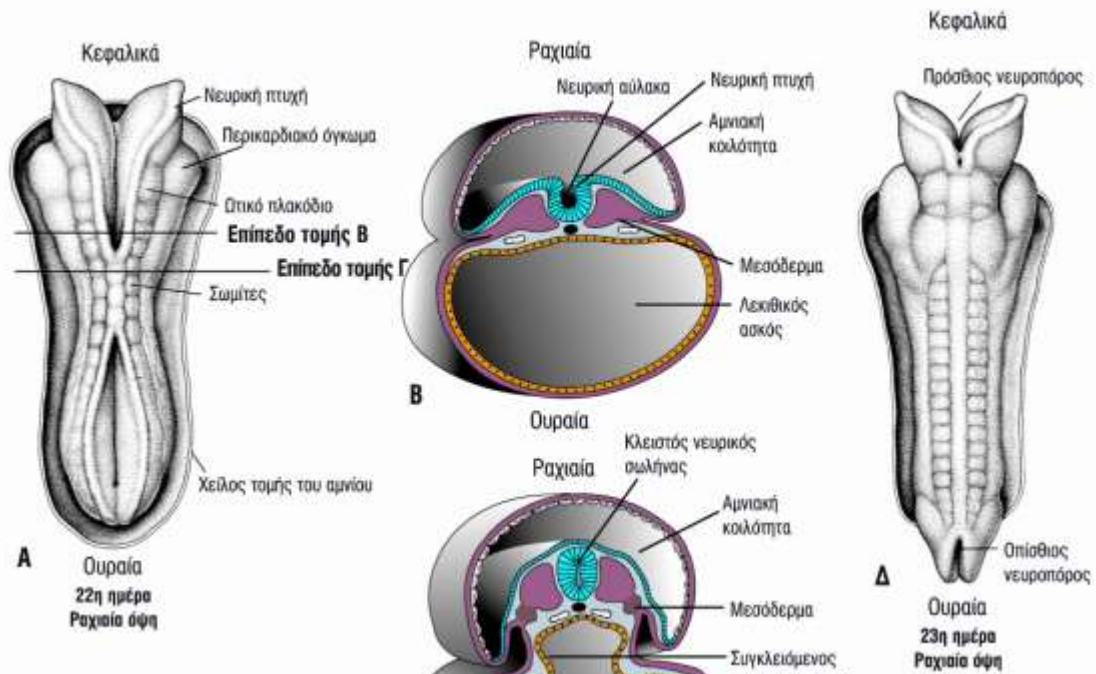 Κεφαλικά
Νευρική πτυχή
Περικαρδιακό όγκωμα
Ωτικό πλακόδιο
Επίπεδο τομής Β
Επίπεδο τομής Γ
Σωμίτες
Χείλος τομής του αμνίου
Α
Ουραία
22η ημέρα
Ραχιαία όψη
Ραχιαία
Νευρική αύλακα
Νευρική πτυχή
Αμνιακή
κοιλότητα
Μεσόδερμα
Λεκιθικός
ασκός
Β
Ουραία
Ραχιαία
Κλειστός νευρικός
σωλήνας
Αμνιακή
κοιλότητα
Μεσόδερμα
Συγκλειόμενος
Κεφαλικά
Πρόσθιος νευροπόρος
Οπίσθιος
νευροπόρος
Δ
Ουραία
23η ημέρα
Ραχιαία όψη